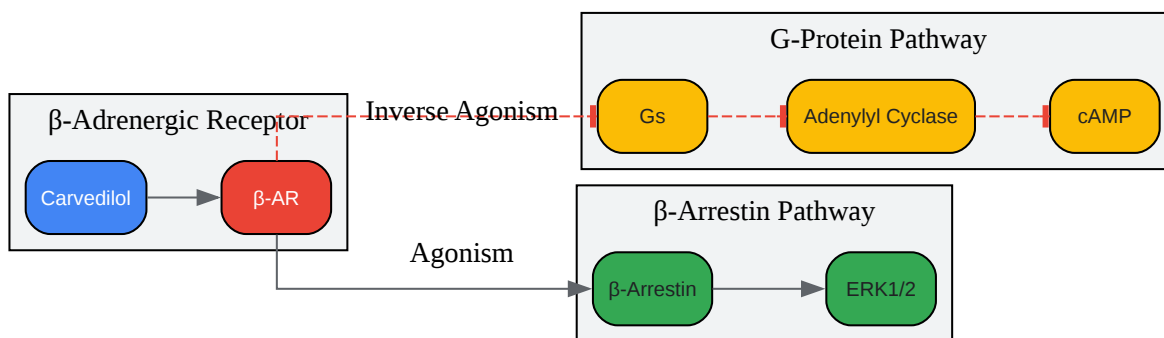 G-Protein Pathway
Gs
Adenylyl Cyclase
cAMP
β-Adrenergic Receptor
Inverse Agonism
Carvedilol
β-AR
β-Arrestin Pathway
Agonism
β-Arrestin
ERK1/2